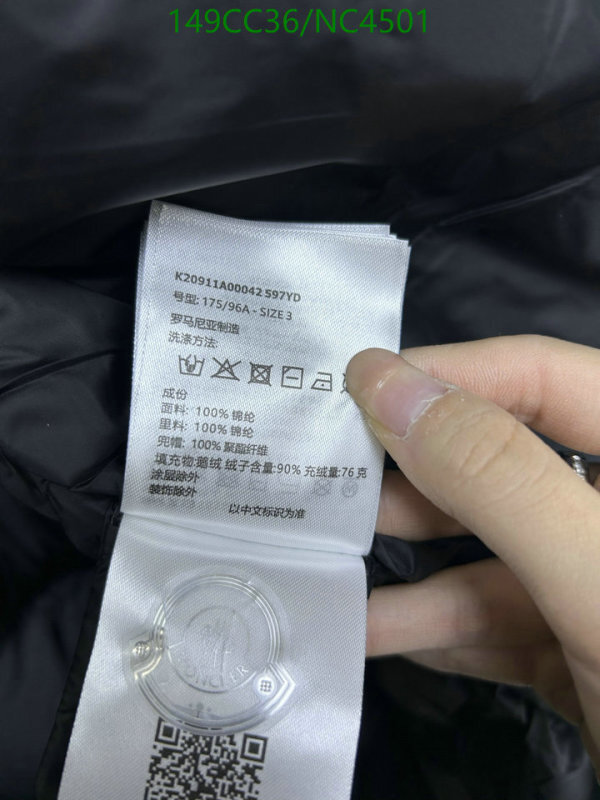 149CC36/NC4501
K20911A00042 597YD
号型: 175/96A - SIZE 3
罗马尼亚制造
洗涤方法:
成份
面料: 100% 锦纶
里料: 100% 锦纶
兜帽: 100% 聚酯纤维
填充物: 鹅绒 绒子含量:90% 充绒量:76 克
涂层除外
装饰除外
以中文标识为准
MONCLER